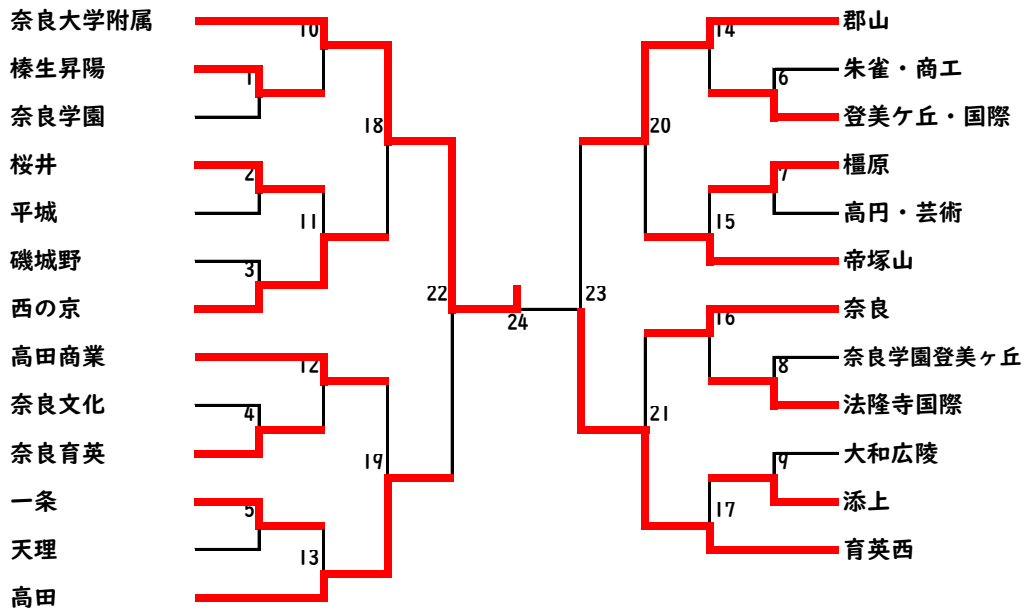 奈良大学附属
榛生昇陽
奈良学園
桜井
平城
磯城野
西の京
高田商業
奈良文化
奈良育英
一条
天理
高田
10
1
18
2
11
3
22
12
4
19
5
13
24
14
6
20
7
15
23
16
8
21
9
17
郡山
朱雀・商工
登美ケ丘・国際
橿原
高円・芸術
帝塚山
奈良
奈良学園登美ヶ丘
法隆寺国際
大和広陵
添上
育英西